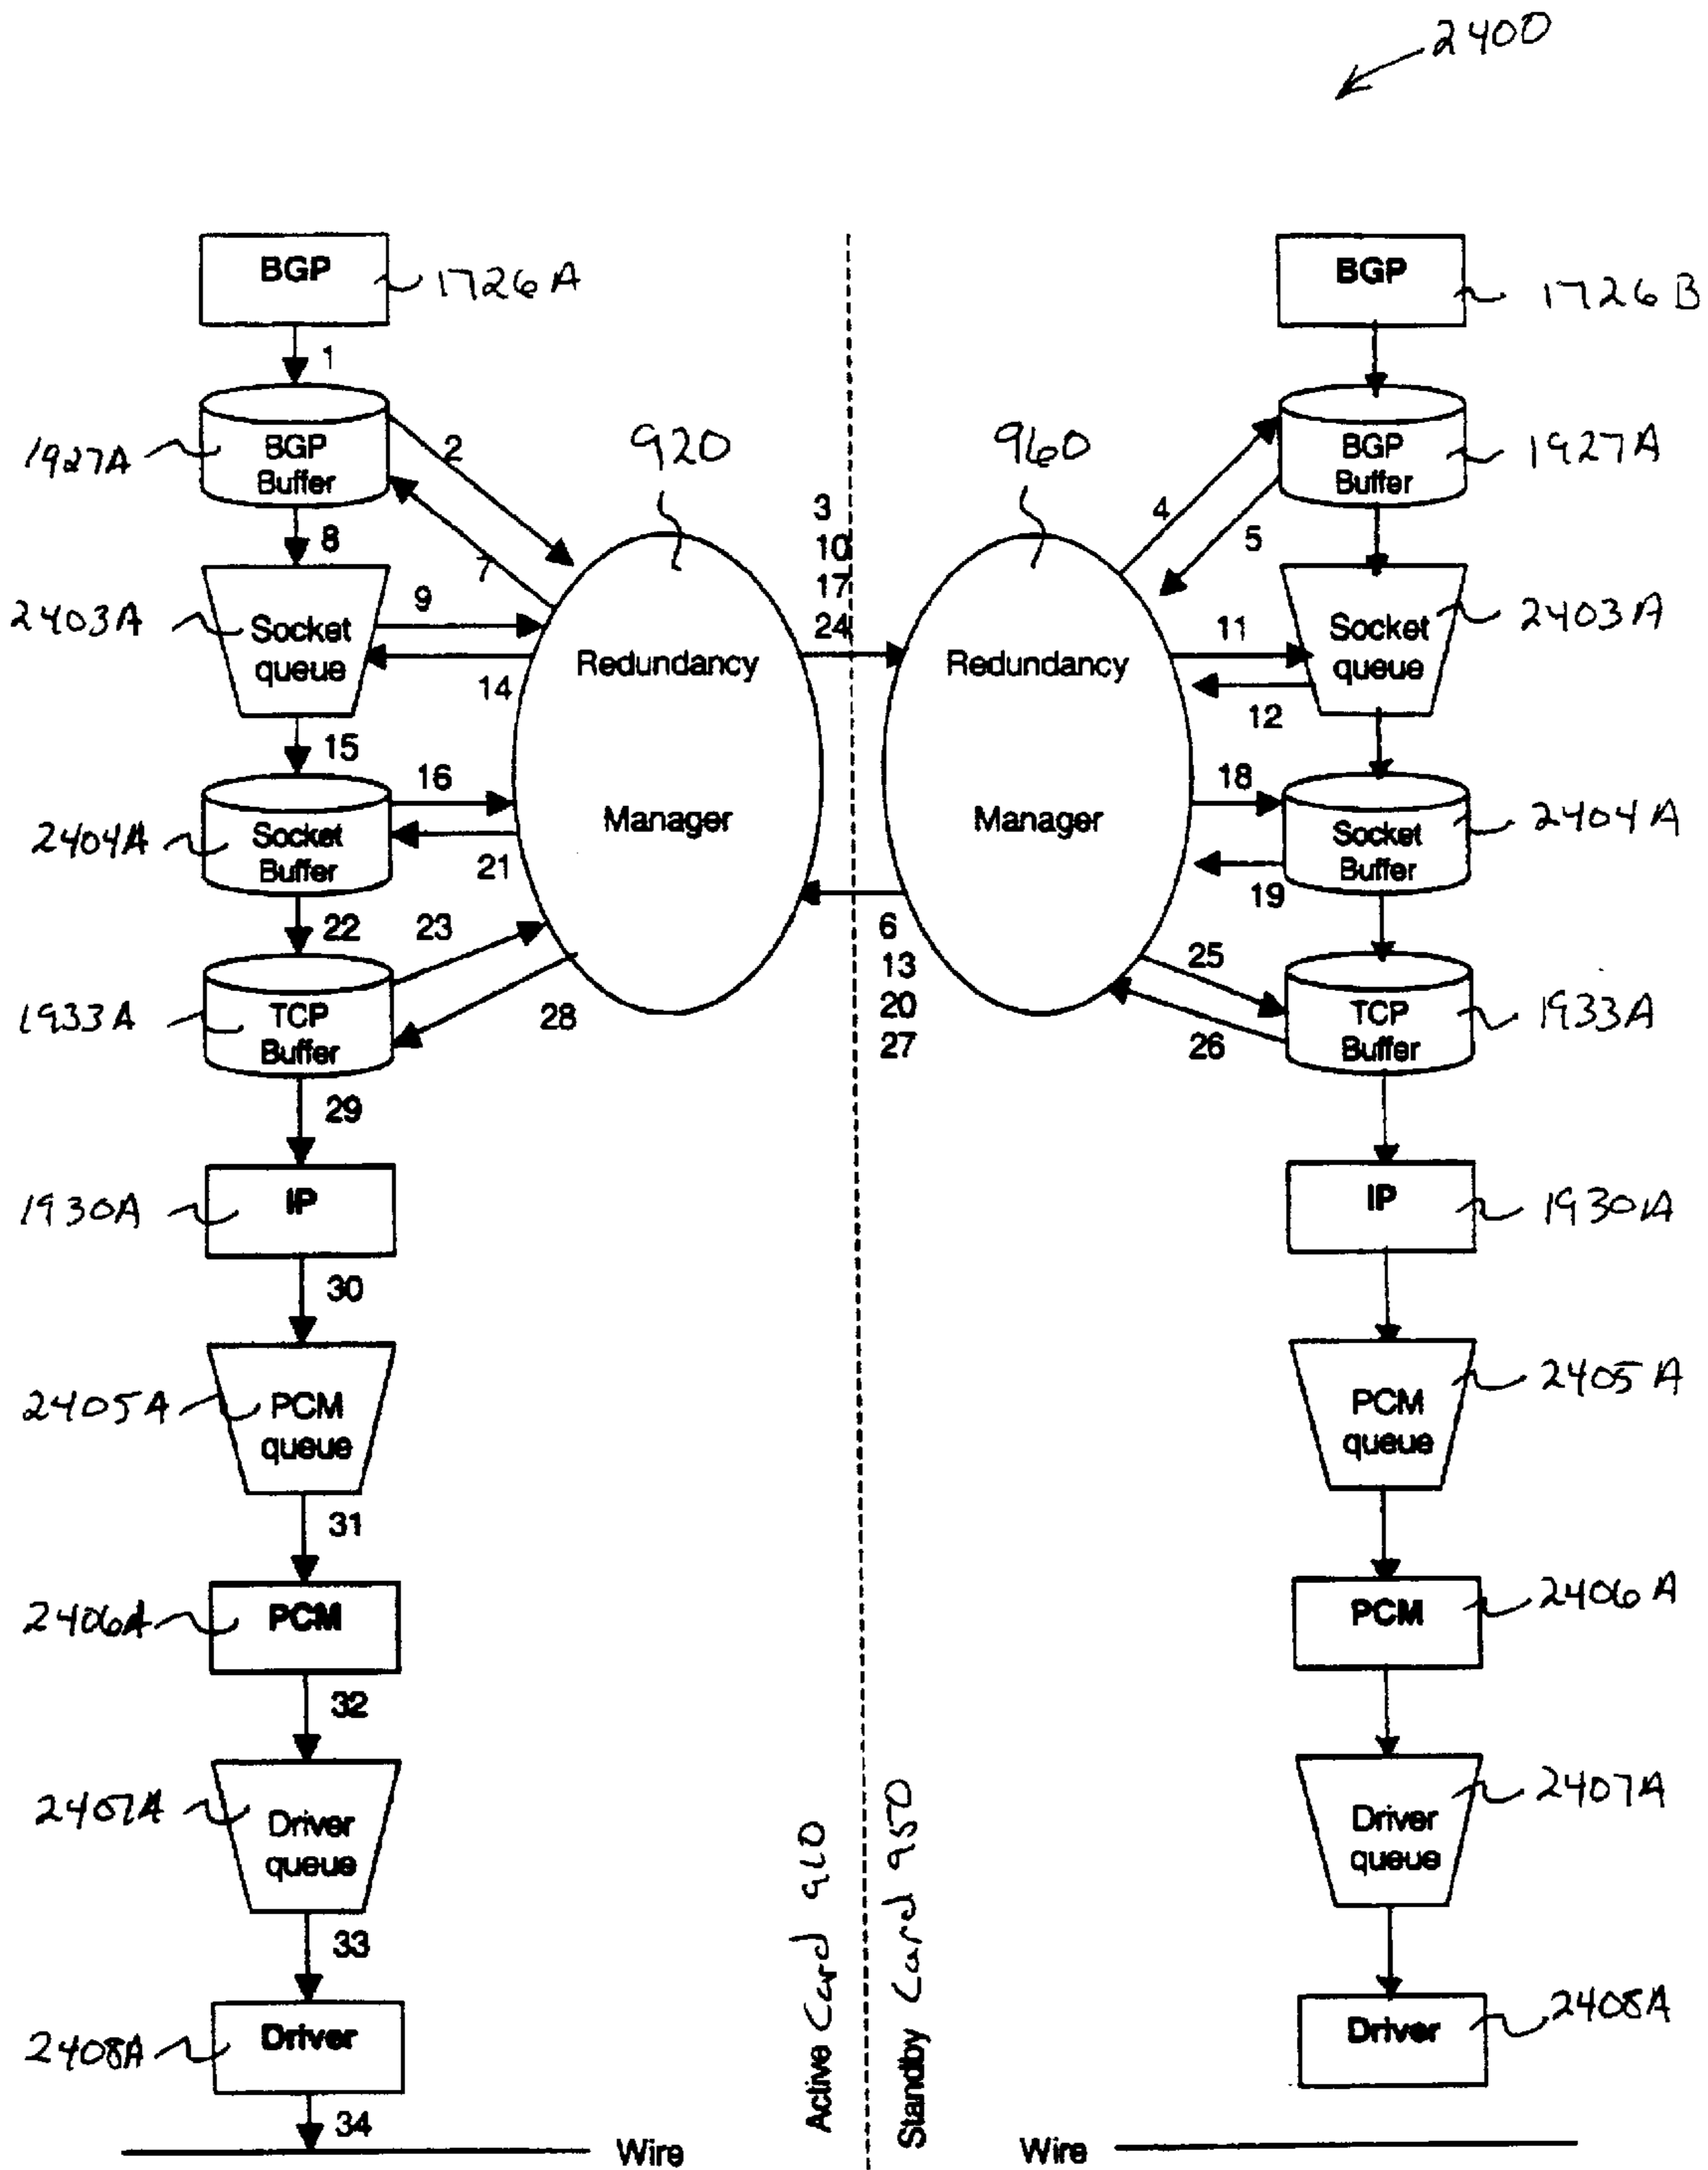 2400
BGP
1726A
BGP
1726B
1
1927A
BGP
Buffer
2
920
960
4
BGP
Buffer
1927A
8
7
3
10
17
24
5
2403A
Socket
queue
9
14
Redundancy
Manager
Redundancy
Manager
11
12
Socket
queue
2403A
15
2404A
Socket
Buffer
16
21
18
19
Socket
Buffer
2404A
22
23
6
13
20
27
25
26
1933A
TCP
Buffer
28
TCP
Buffer
1933A
29
1930A
IP
IP
1930A
30
2405A
PCM
queue
PCM
queue
2405A
31
2406A
PCM
PCM
2406A
32
2407A
Driver
queue
Driver
queue
2407A
33
2408A
Driver
Driver
2408A
34
Active Card 910
Standby Card 950
Wire
Wire